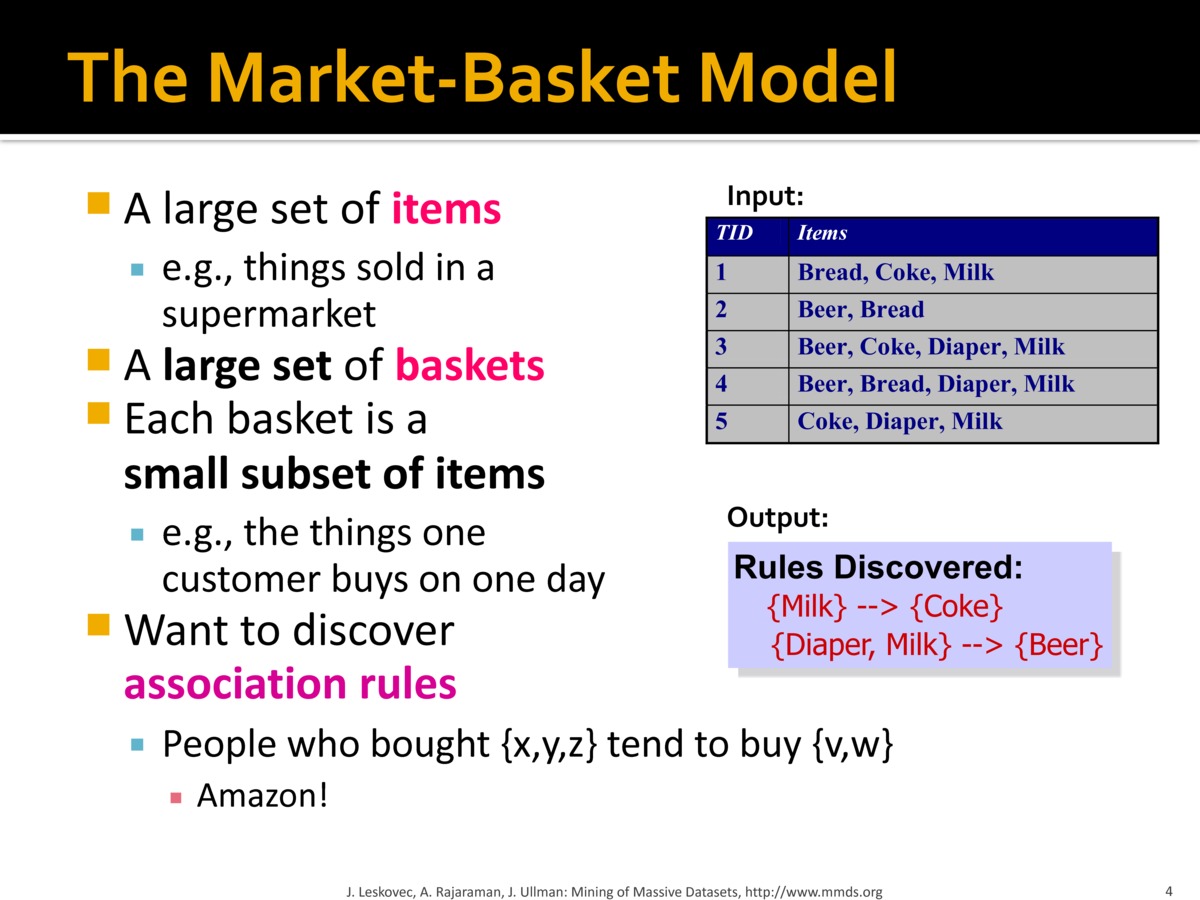 The Market-Basket Model
A large set of items
e.g., things sold in a
supermarket
A large set of baskets
Each basket is a
small subset of items
e.g., the things one
customer buys on one day
Want to discover
association rules
People who bought {x,y,z} tend to buy {v,w}
Amazon!
Input:
TID Items
1 Bread, Coke, Milk
2 Beer, Bread
3 Beer, Coke, Diaper, Milk
4 Beer, Bread, Diaper, Milk
5 Coke, Diaper, Milk
Output:
Rules Discovered:
{Milk} --> {Coke}
{Diaper, Milk} --> {Beer}
J. Leskovec, A. Rajaraman, J. Ullman: Mining of Massive Datasets, http://www.mmds.org
4